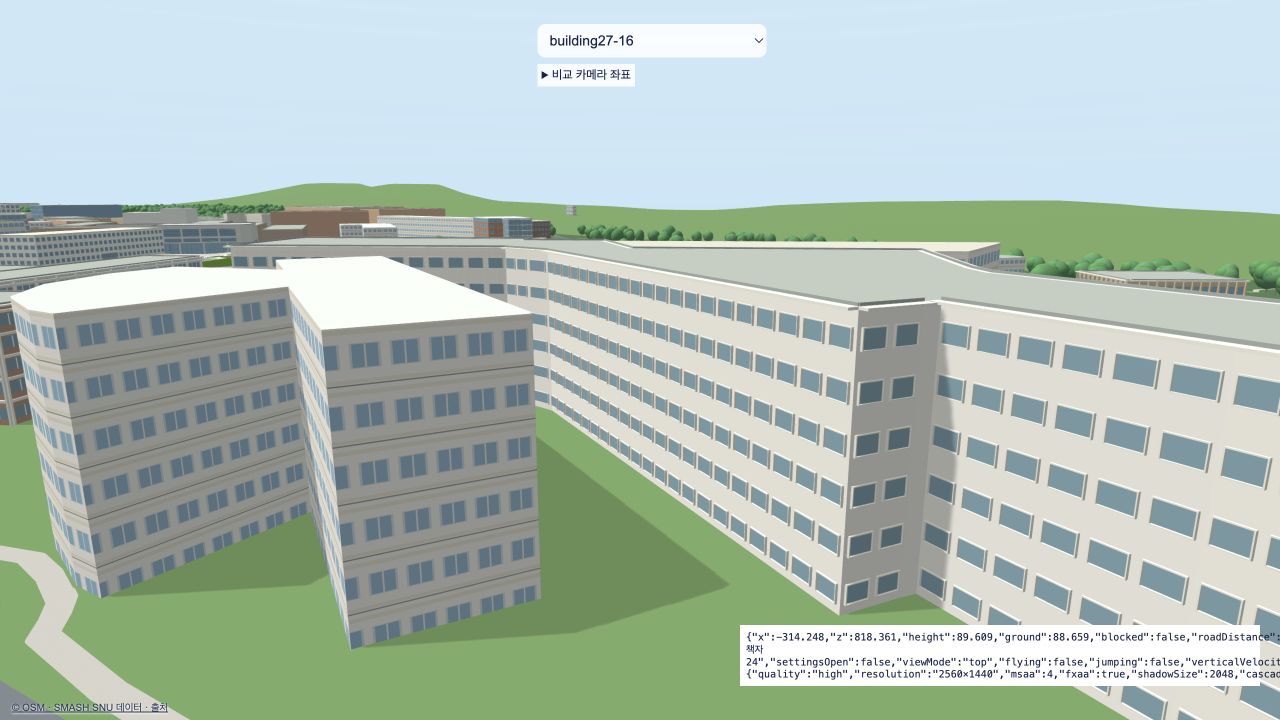 building27-16
▶ 비교 카메라 좌표
{"x":-314.248,"z":818.361,"height":89.609,"ground":88.659,"blocked":false,"roadDistance":
책자
24","settingsOpen":false,"viewMode":"top","flying":false,"jumping":false,"verticalVelocit
{"quality":"high","resolution":"2560×1440","msaa":4,"fxaa":true,"shadowSize":2048,"cascad
© OSM · SMASH SNU 데이터 · 출처